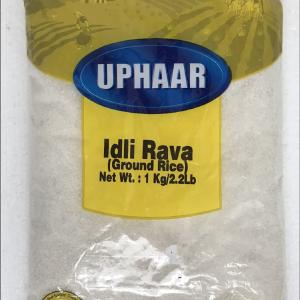 UPHAAR
Idli Rava
(Ground Rice)
Net Wt. : 1 Kg/2.2Lb